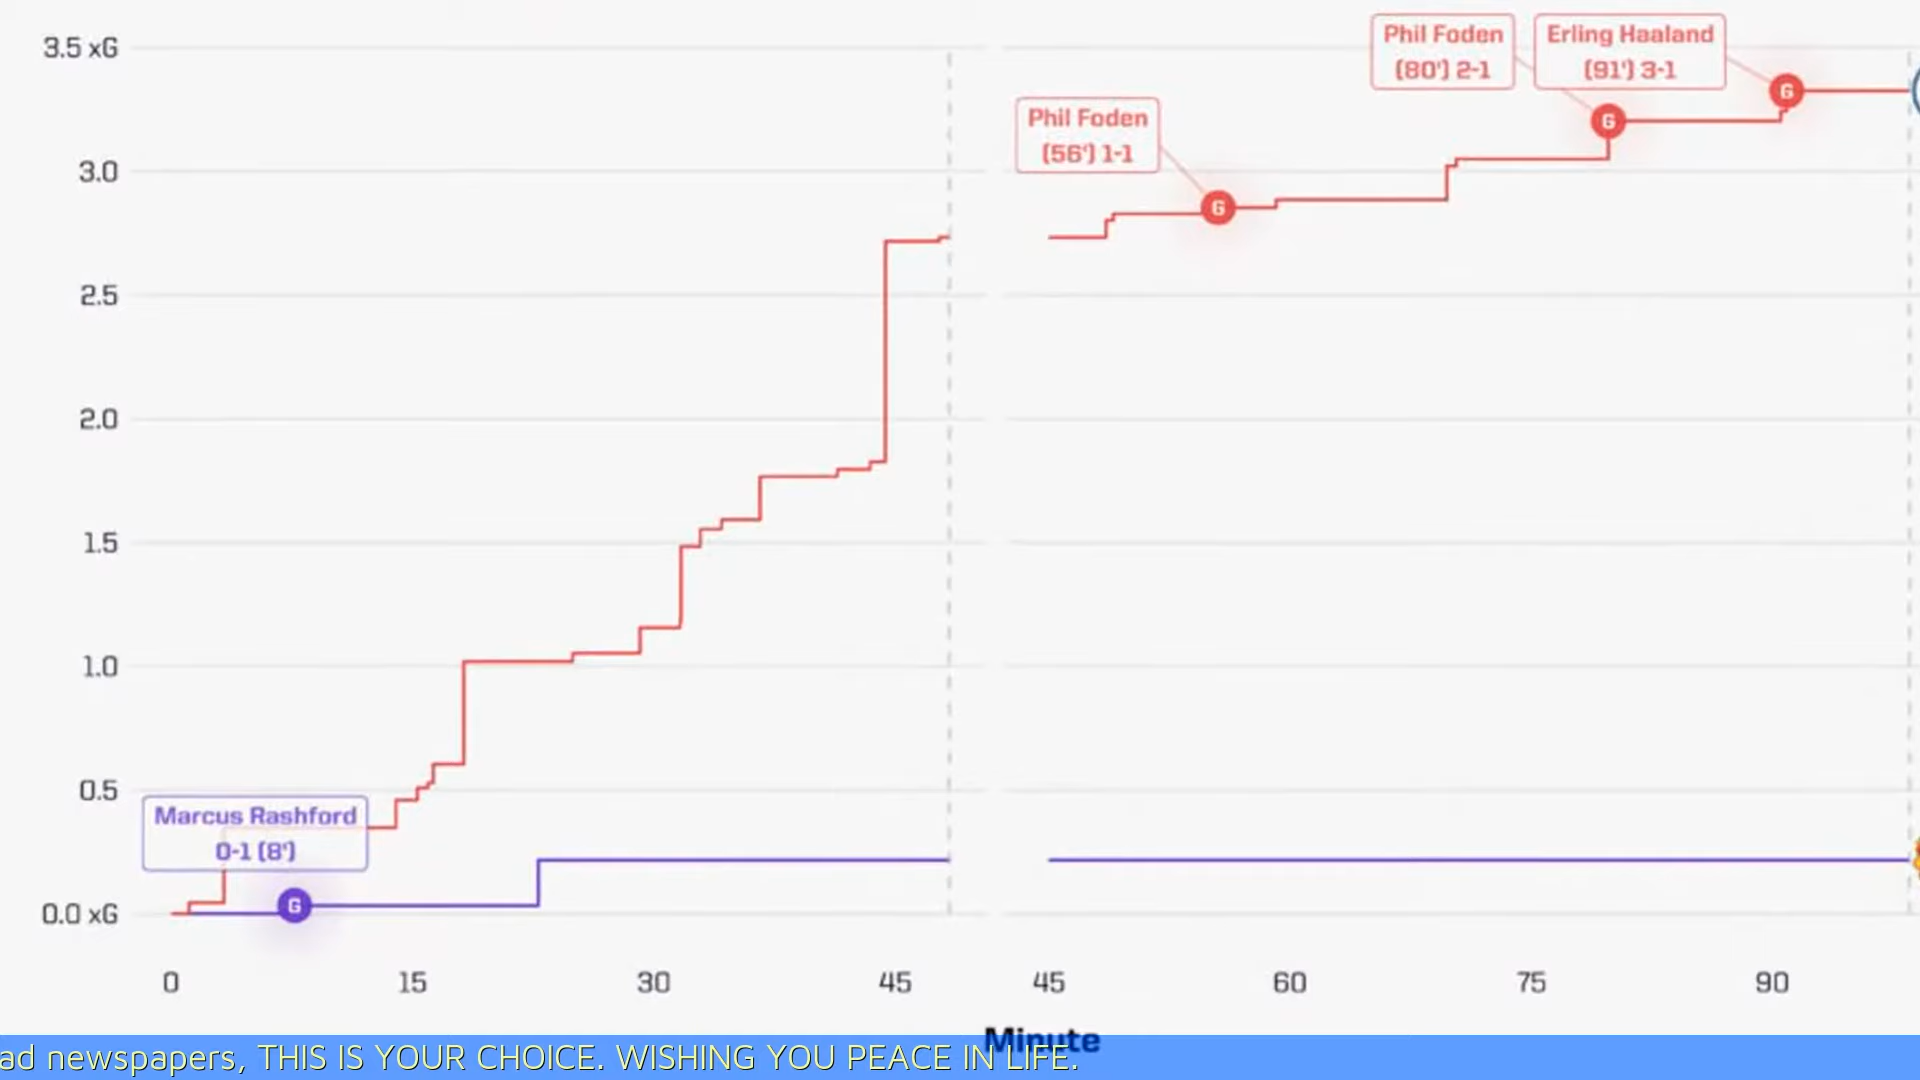 3.5 xG
3.0
2.5
2.0
1.5
1.0
0.5
0.0 xG
Phil Foden
(80') 2-1
Erling Haaland
(91') 3-1
Phil Foden
(56') 1-1
Marcus Rashford
0-1 (8')
G
G
G
G
0 15 30 45 45 60 75 90
Minute
ad newspapers, THIS IS YOUR CHOICE. WISHING YOU PEACE IN LIFE.